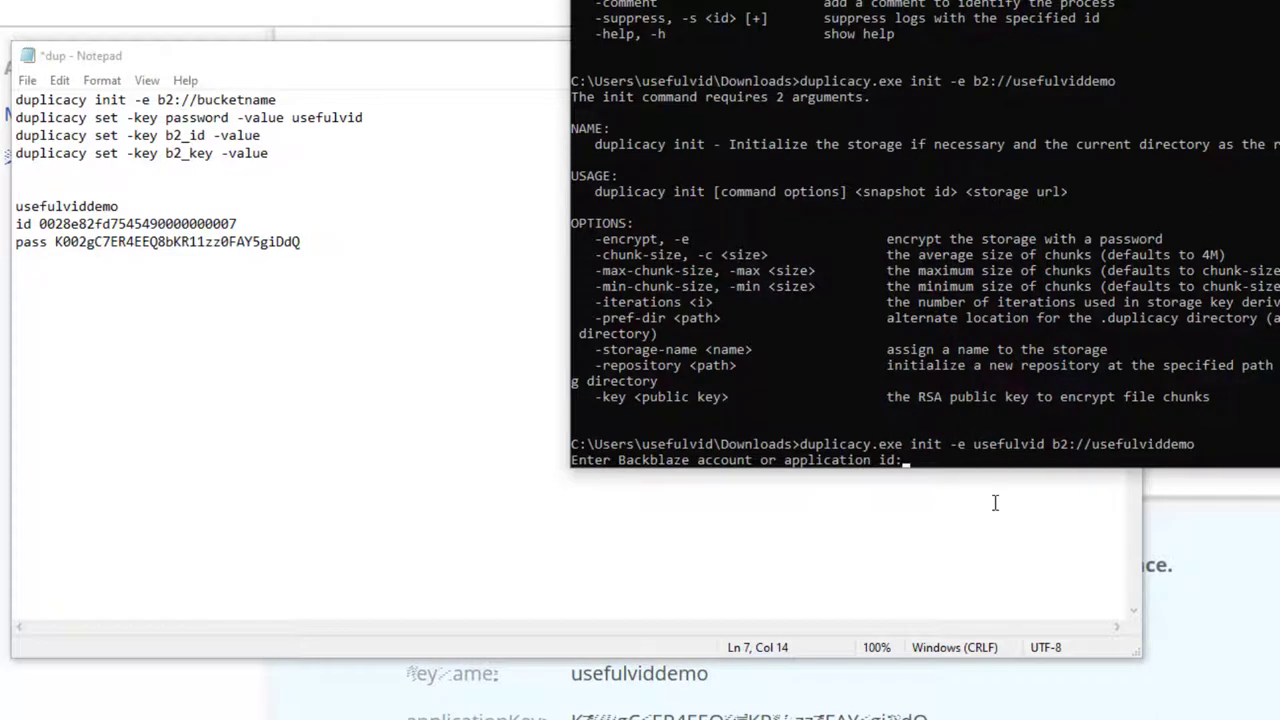 *dup - Notepad
File Edit Format View Help
duplicacy init -e b2://bucketname
duplicacy set -key password -value usefulvid
duplicacy set -key b2_id -value
duplicacy set -key b2_key -value
usefulviddemo
id 0028e82fd7545490000000007
pass K002gC7ER4EEQ8bKR11zz0FAY5giDdQ
-comment add a comment to identify the process
-suppress, -s <id> [+] suppress logs with the specified id
-help, -h show help
C:\Users\usefulvid\Downloads>duplicacy.exe init -e b2://usefulviddemo
The init command requires 2 arguments.
NAME:
duplicacy init - Initialize the storage if necessary and the current directory as the r
USAGE:
duplicacy init [command options] <snapshot id> <storage url>
OPTIONS:
-encrypt, -e encrypt the storage with a password
-chunk-size, -c <size> the average size of chunks (defaults to 4M)
-max-chunk-size, -max <size> the maximum size of chunks (defaults to chunk-size
-min-chunk-size, -min <size> the minimum size of chunks (defaults to chunk-size
-iterations <i> the number of iterations used in storage key deriv
-pref-dir <path> alternate location for the .duplicacy directory (a
directory)
-storage-name <name> assign a name to the storage
-repository <path> initialize a new repository at the specified path
g directory
-key <public key> the RSA public key to encrypt file chunks
C:\Users\usefulvid\Downloads>duplicacy.exe init -e usefulvid b2://usefulviddemo
Enter Backblaze account or application id:
nce.
Ln 7, Col 14 100% Windows (CRLF) UTF-8
usefulviddemo